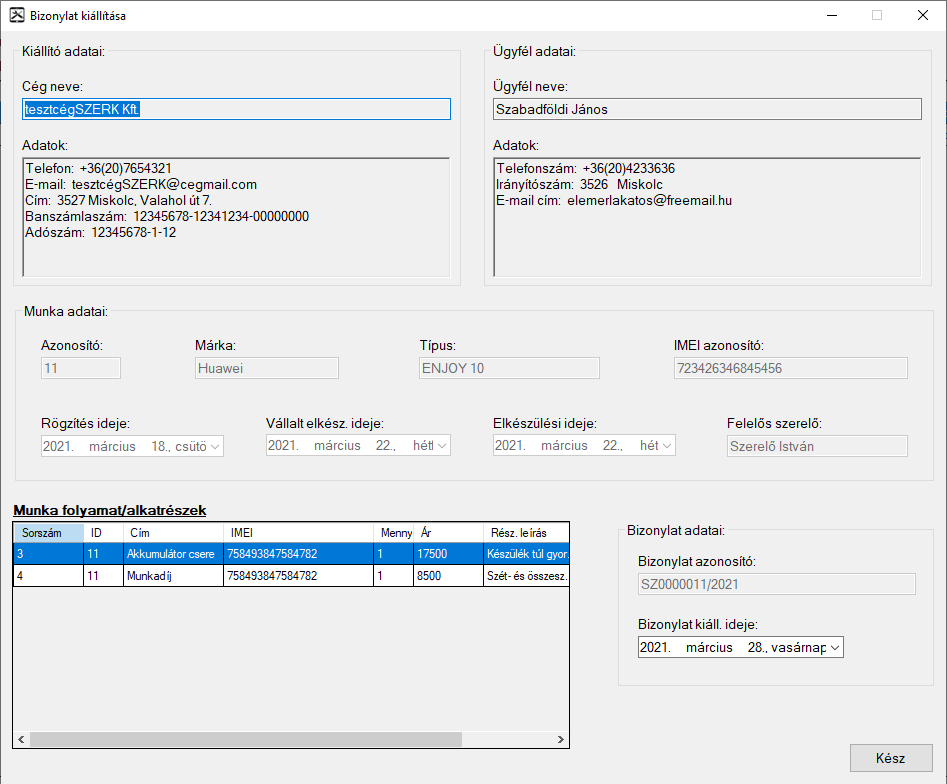 Bizonylat kiállítása
Kiállító adatai:
Cég neve:
tesztcégSZERK Kft.
Adatok:
Telefon: +36(20)7654321
E-mail: tesztcégSZERK@cegmail.com
Cím: 3527 Miskolc, Valahol út 7.
Banszámlaszám: 12345678-12341234-00000000
Adószám: 12345678-1-12
Ügyfél adatai:
Ügyfél neve:
Szabadföldi János
Adatok:
Telefonszám: +36(20)4233636
Irányítószám: 3526 Miskolc
E-mail cím: elemerlakatos@freemail.hu
Munka adatai:
Azonosító: Márka: Típus: IMEI azonosító:
11 Huawei ENJOY 10 723426346845456
Rögzítés ideje: Vállalt elkész. ideje: Elkészülési ideje: Felelős szerelő:
2021. március 18., csütö 2021. március 22., hétf 2021. március 22., hét Szerelő István
Munka folyamat/alkatrészek
Sorszám ID Cím IMEI Menny Ár Rész. leírás
3 11 Akkumulátor csere 758493847584782 1 17500 Készülék túl gyor.
4 11 Munkadíj 758493847584782 1 8500 Szét- és összesz.
Bizonylat adatai:
Bizonylat azonosító:
SZ0000011/2021
Bizonylat kiáll. ideje:
2021. március 28., vasárnap
Kész